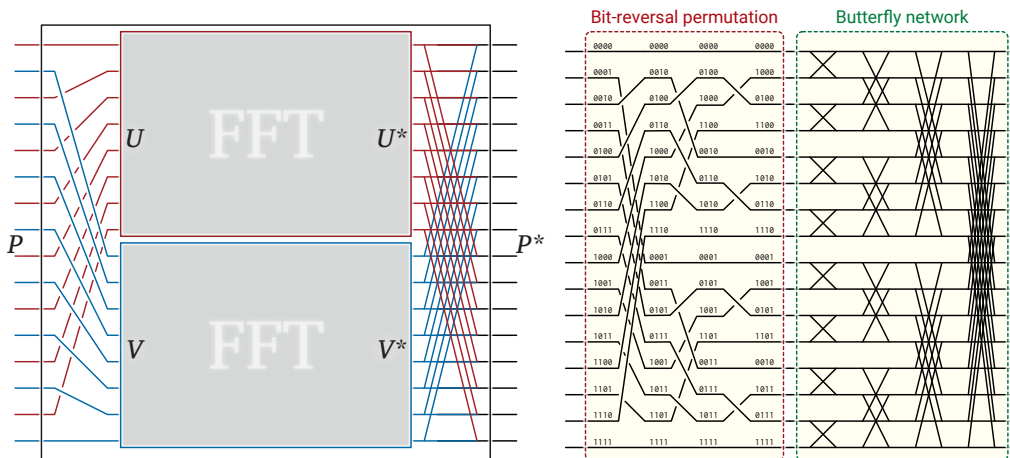 FFT
U
U*
P
P*
FFT
V
V*
Bit-reversal permutation
Butterfly network
0000 0000 0000 0000
0001 0010 0100 1000
0010 0100 1000 0100
0011 0110 1100 1100
0100 1000 0010 0010
0101 1010 0110 1010
0110 1100 1010 0110
0111 1110 1110 1110
1000 0001 0001 0001
1001 0011 0101 1001
1010 0101 1001 0101
1011 0111 1101 1101
1100 1001 0011 0010
1101 1011 0111 1011
1110 1101 1011 0111
1111 1111 1111 1111